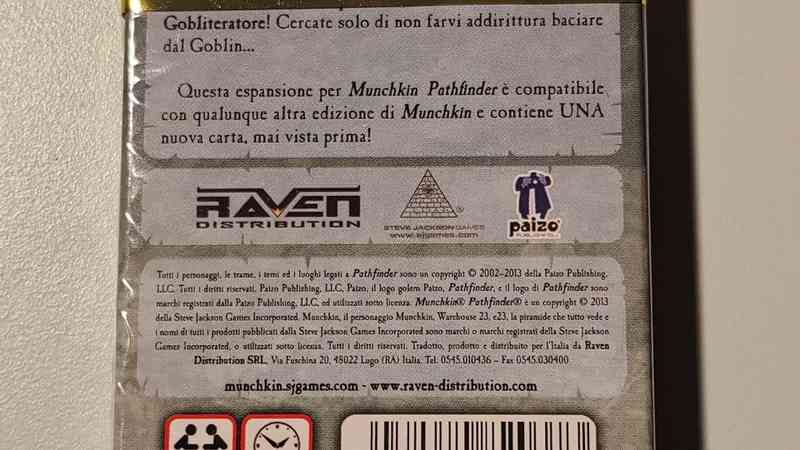 Gobliteratore! Cercate solo di non farvi addirittura baciare
dal Goblin...
Questa espansione per Munchkin Pathfinder è compatibile
con qualunque altra edizione di Munchkin e contiene UNA
nuova carta, mai vista prima!
RAVEN
DISTRIBUTION
STEVE JACKSON GAMES
www.sjgames.com
paizo
PUBLISHING
Tutti i personaggi, le trame, i temi ed i luoghi legati a Pathfinder sono un copyright © 2002–2013 della Paizo Publishing,
LLC. Tutti i diritti riservati. Paizo Publishing, LLC, Paizo, il logo golem Paizo, Pathfinder, e il logo di Pathfinder sono
marchi registrati dalla Paizo Publishing, LLC, ed utilizzati sotto licenza. Munchkin® Pathfinder® è un copyright © 2013
della Steve Jackson Games Incorporated. Munchkin, il personaggio Munchkin, Warehouse 23, e23, la piramide che tutto vede e
i nomi di tutti i prodotti pubblicati dalla Steve Jackson Games Incorporated sono marchi o marchi registrati della Steve Jackson
Games Incorporated, o utilizzati sotto licenza. Tutti i diritti riservati. Tradotto, prodotto e distribuito per l'Italia da Raven
Distribution SRL, Via Fuschina 20, 48022 Lugo (RA) Italia. Tel. 0545.010436 – Fax 0545.030400
munchkin.sjgames.com - www.raven-distribution.com